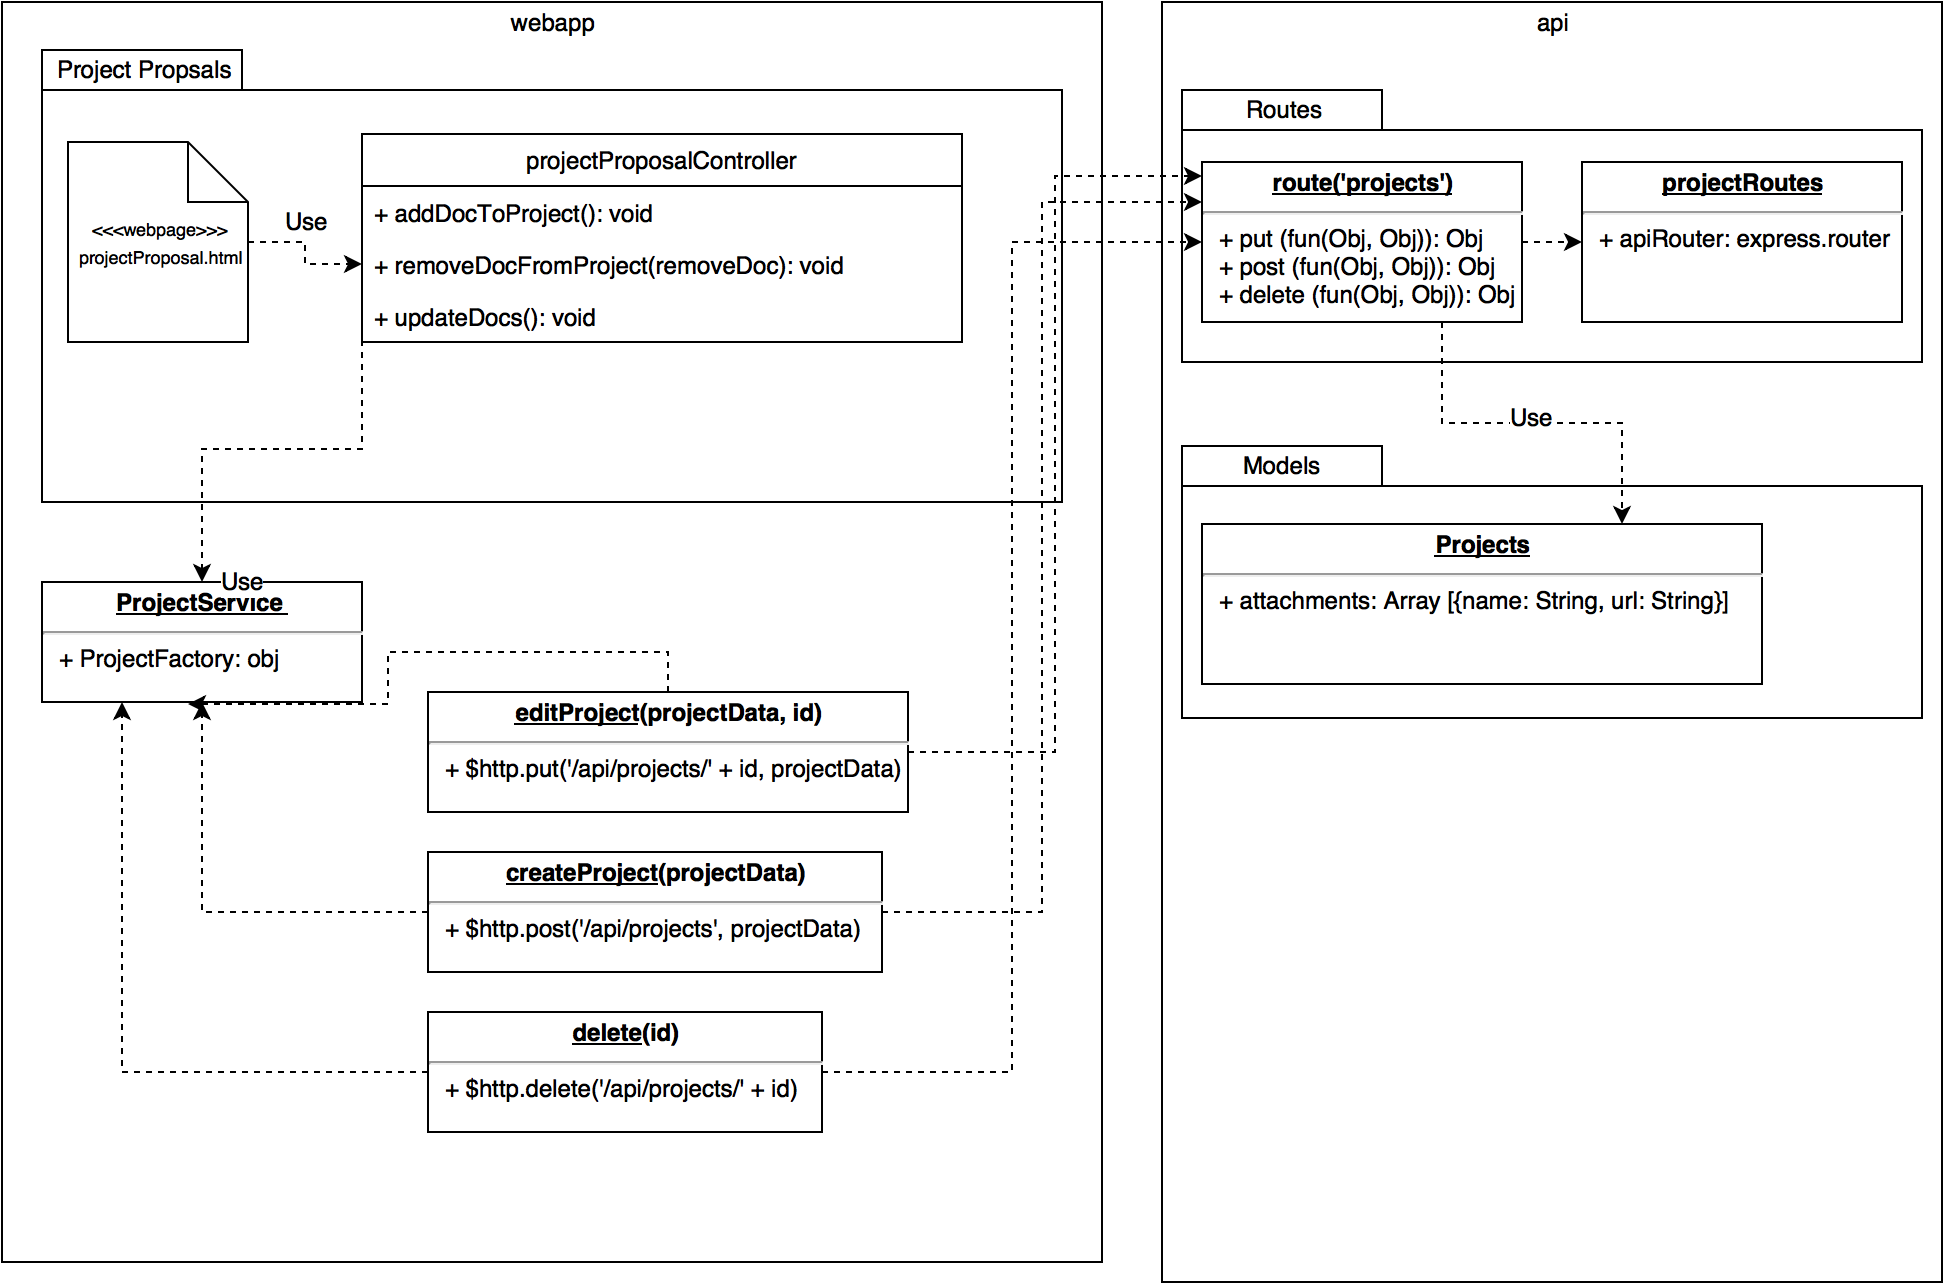 webapp
Project Propsals
<<<webpage>>>
projectProposal.html
Use
projectProposalController
+ addDocToProject(): void
+ removeDocFromProject(removeDoc): void
+ updateDocs(): void
Use
ProjectService
+ ProjectFactory: obj
editProject(projectData, id)
+ $http.put('/api/projects/' + id, projectData)
createProject(projectData)
+ $http.post('/api/projects', projectData)
delete(id)
+ $http.delete('/api/projects/' + id)
api
Routes
route('projects')
+ put (fun(Obj, Obj)): Obj
+ post (fun(Obj, Obj)): Obj
+ delete (fun(Obj, Obj)): Obj
projectRoutes
+ apiRouter: express.router
Use
Models
Projects
+ attachments: Array [{name: String, url: String}]